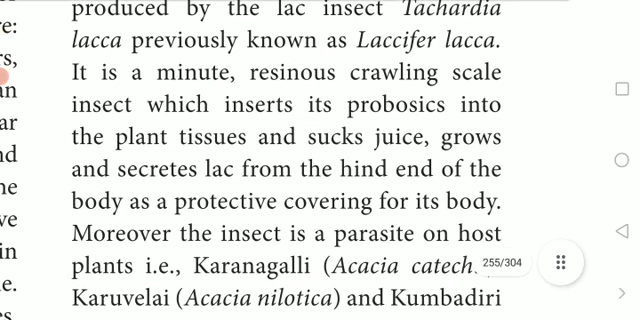 produced by the lac insect Tachardia
lacca previously known as Laccifer lacca.
It is a minute, resinous crawling scale
insect which inserts its probosics into
the plant tissues and sucks juice, grows
and secretes lac from the hind end of the
body as a protective covering for its body.
Moreover the insect is a parasite on host
plants i.e., Karanagalli (Acacia catech
Karuvelai (Acacia nilotica) and Kumbadiri
255/304